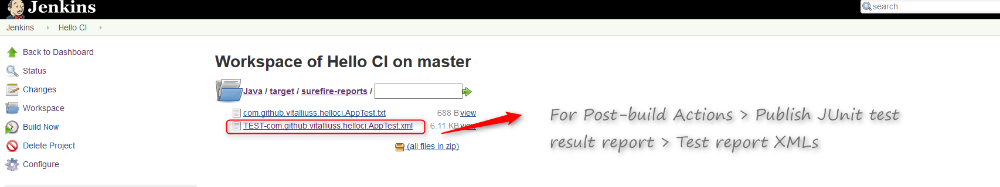 Jenkins
search
Jenkins
Hello CI
Back to Dashboard
Status
Changes
Workspace
Build Now
Delete Project
Configure
Workspace of Hello CI on master
Java / target / surefire-reports /
com.github.vitalliuss.helloci.AppTest.txt 688 B view
TEST-com.github.vitalliuss.helloci.AppTest.xml 6.11 KB view
(all files in zip)
For Post-build Actions > Publish JUnit test
result report > Test report XMLs